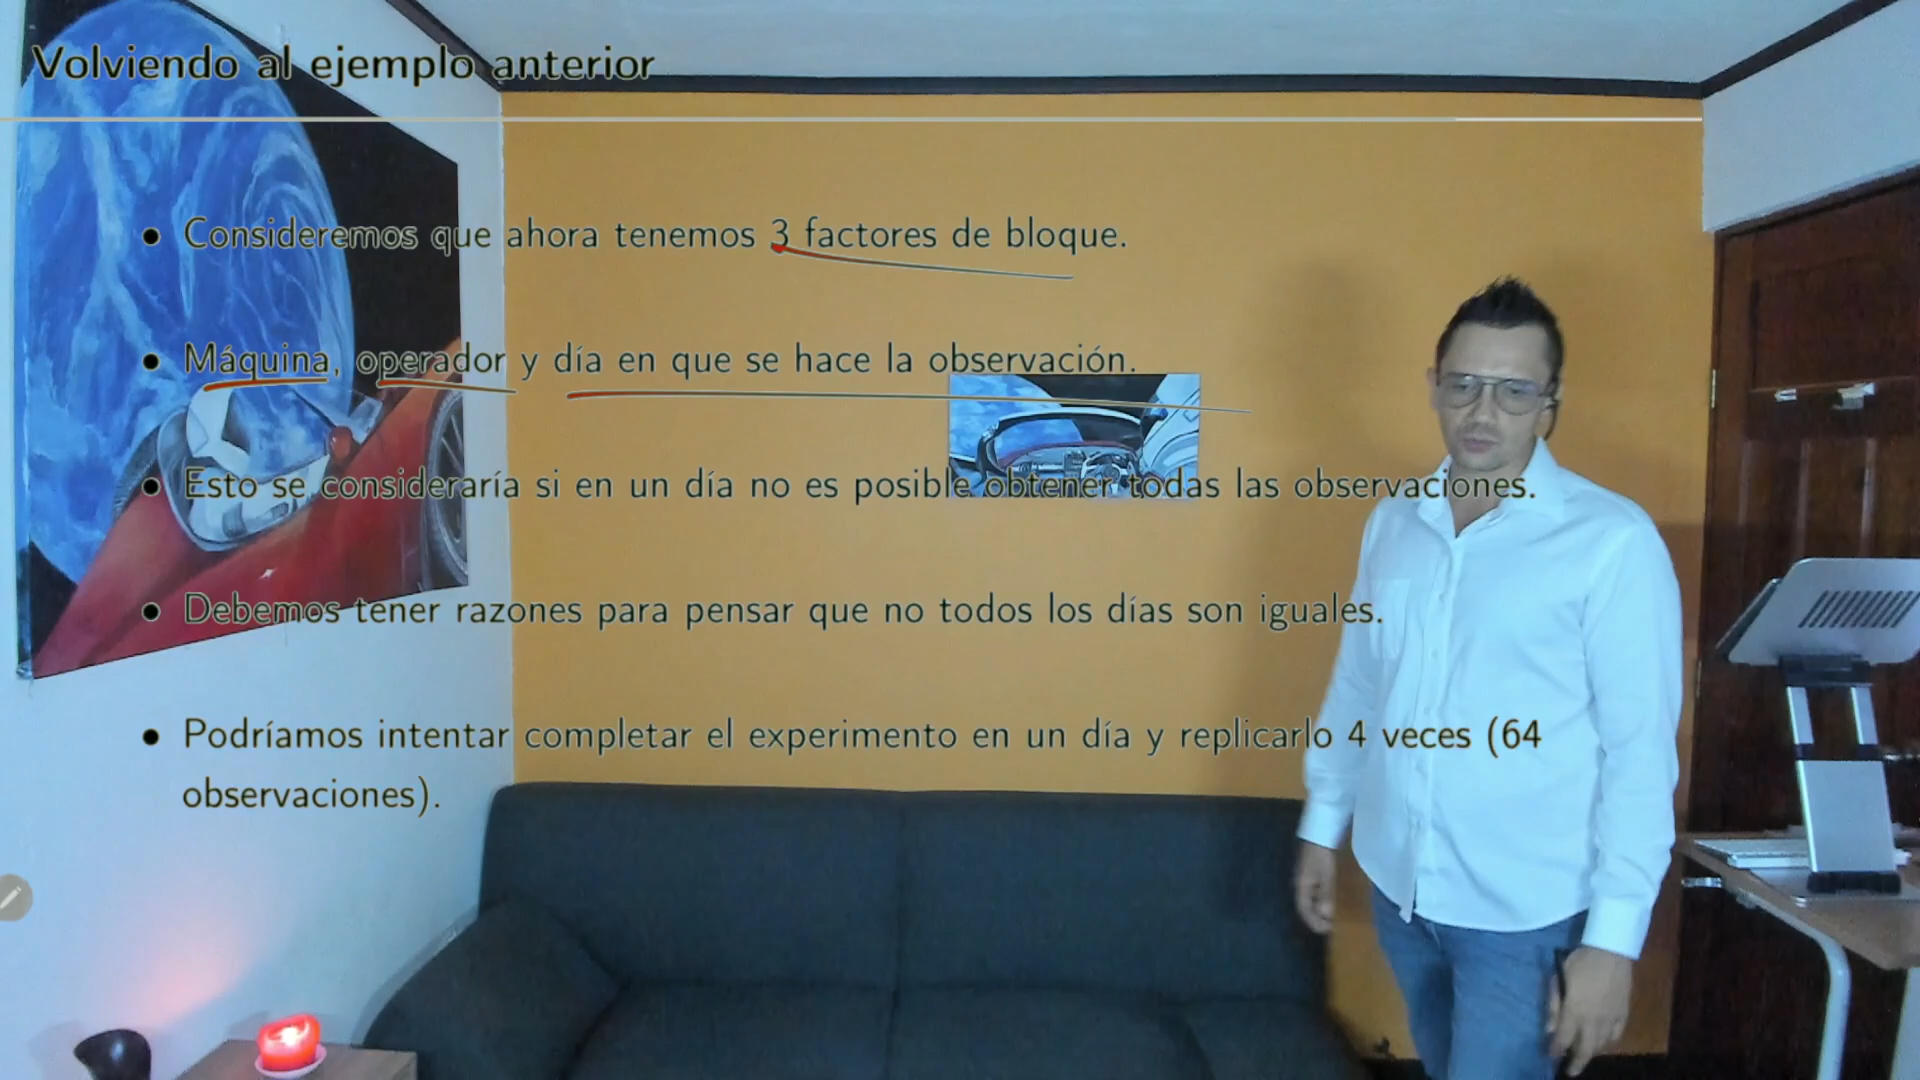 Volviendo al ejemplo anterior
• Consideremos que ahora tenemos 3 factores de bloque.
• Máquina, operador y día en que se hace la observación.
• Esto se consideraría si en un día no es posible obtener todas las observaciones.
• Debemos tener razones para pensar que no todos los días son iguales.
• Podríamos intentar completar el experimento en un día y replicarlo 4 veces (64
observaciones).